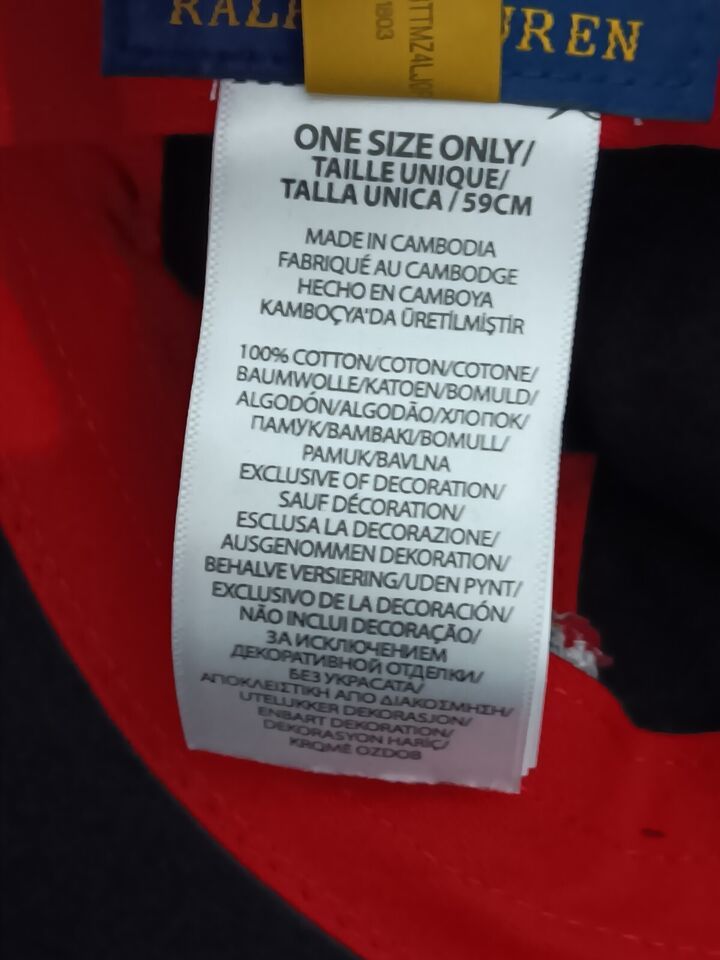 RALPH LAUREN
1803
ONE SIZE ONLY/
TAILLE UNIQUE/
TALLA UNICA / 59CM
MADE IN CAMBODIA
FABRIQUÉ AU CAMBODGE
HECHO EN CAMBOYA
KAMBOÇYA'DA ÜRETİLMİŞTİR
100% COTTON/COTON/COTONE/
BAUMWOLLE/KATOEN/BOMULD/
ALGODÓN/ALGODÃO/ХЛОПОК/
ПАМУК/ΒΑΜΒΑΚΙ/BOMULL/
PAMUK/BAVLNA
EXCLUSIVE OF DECORATION/
SAUF DÉCORATION/
ESCLUSA LA DECORAZIONE/
AUSGENOMMEN DEKORATION/
BEHALVE VERSIERING/UDEN PYNT/
EXCLUSIVO DE LA DECORACIÓN/
NÃO INCLUI DECORAÇÃO/
ЗА ИСКЛЮЧЕНИЕМ
ДЕКОРАТИВНОЙ ОТДЕЛКИ/
БЕЗ УКРАСАТА/
ΑΠΟΚΛΕΙΣΤΙΚΗ ΑΠΟ ΔΙΑΚΟΣΜΗΣΗ/
UTELUKKER DEKORASJON/
ENBART DEKORATION/
DEKORASYON HARİÇ/
KROMĚ OZDOB